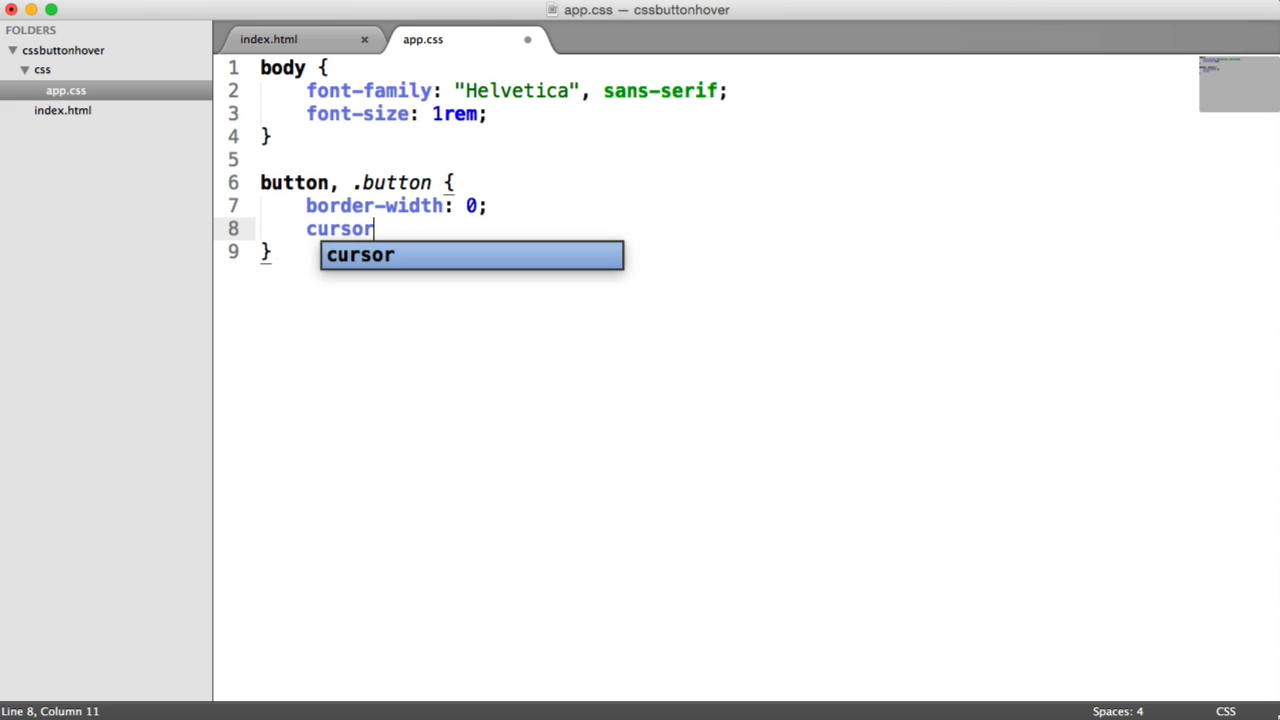 app.css — cssbuttonhover
FOLDERS
cssbuttonhover
css
app.css
index.html
index.html ×
app.css
1 body {
2 font-family: "Helvetica", sans-serif;
3 font-size: 1rem;
4 }
5
6 button, .button {
7 border-width: 0;
8 cursor
9 }
cursor
Line 8, Column 11
Spaces: 4
CSS